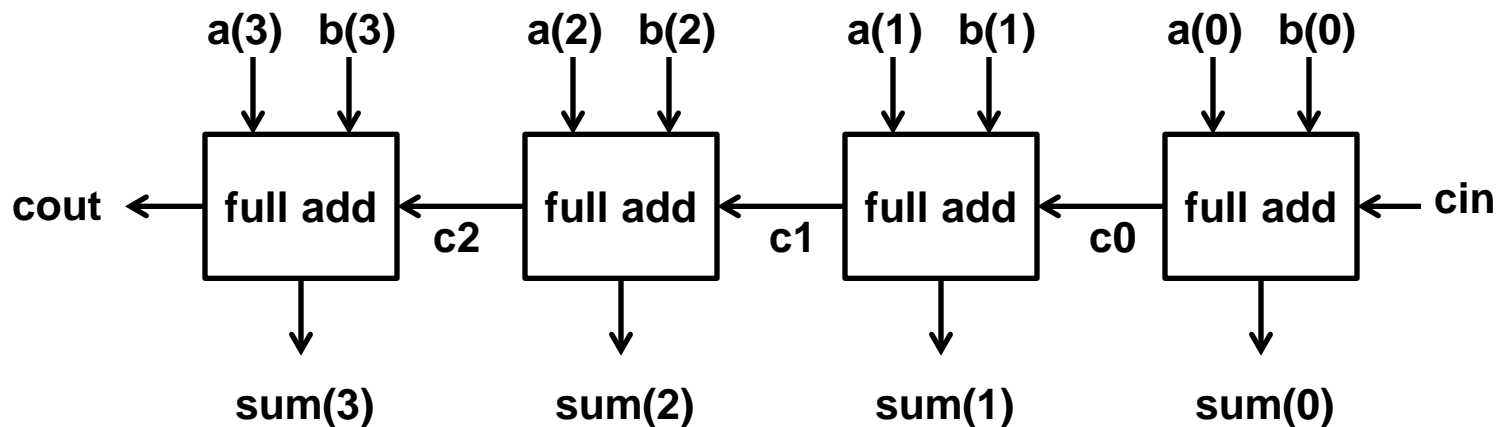 a(3) b(3) a(2) b(2) a(1) b(1) a(0) b(0)
cout full add full add full add full add cin
c2 c1 c0
sum(3) sum(2) sum(1) sum(0)